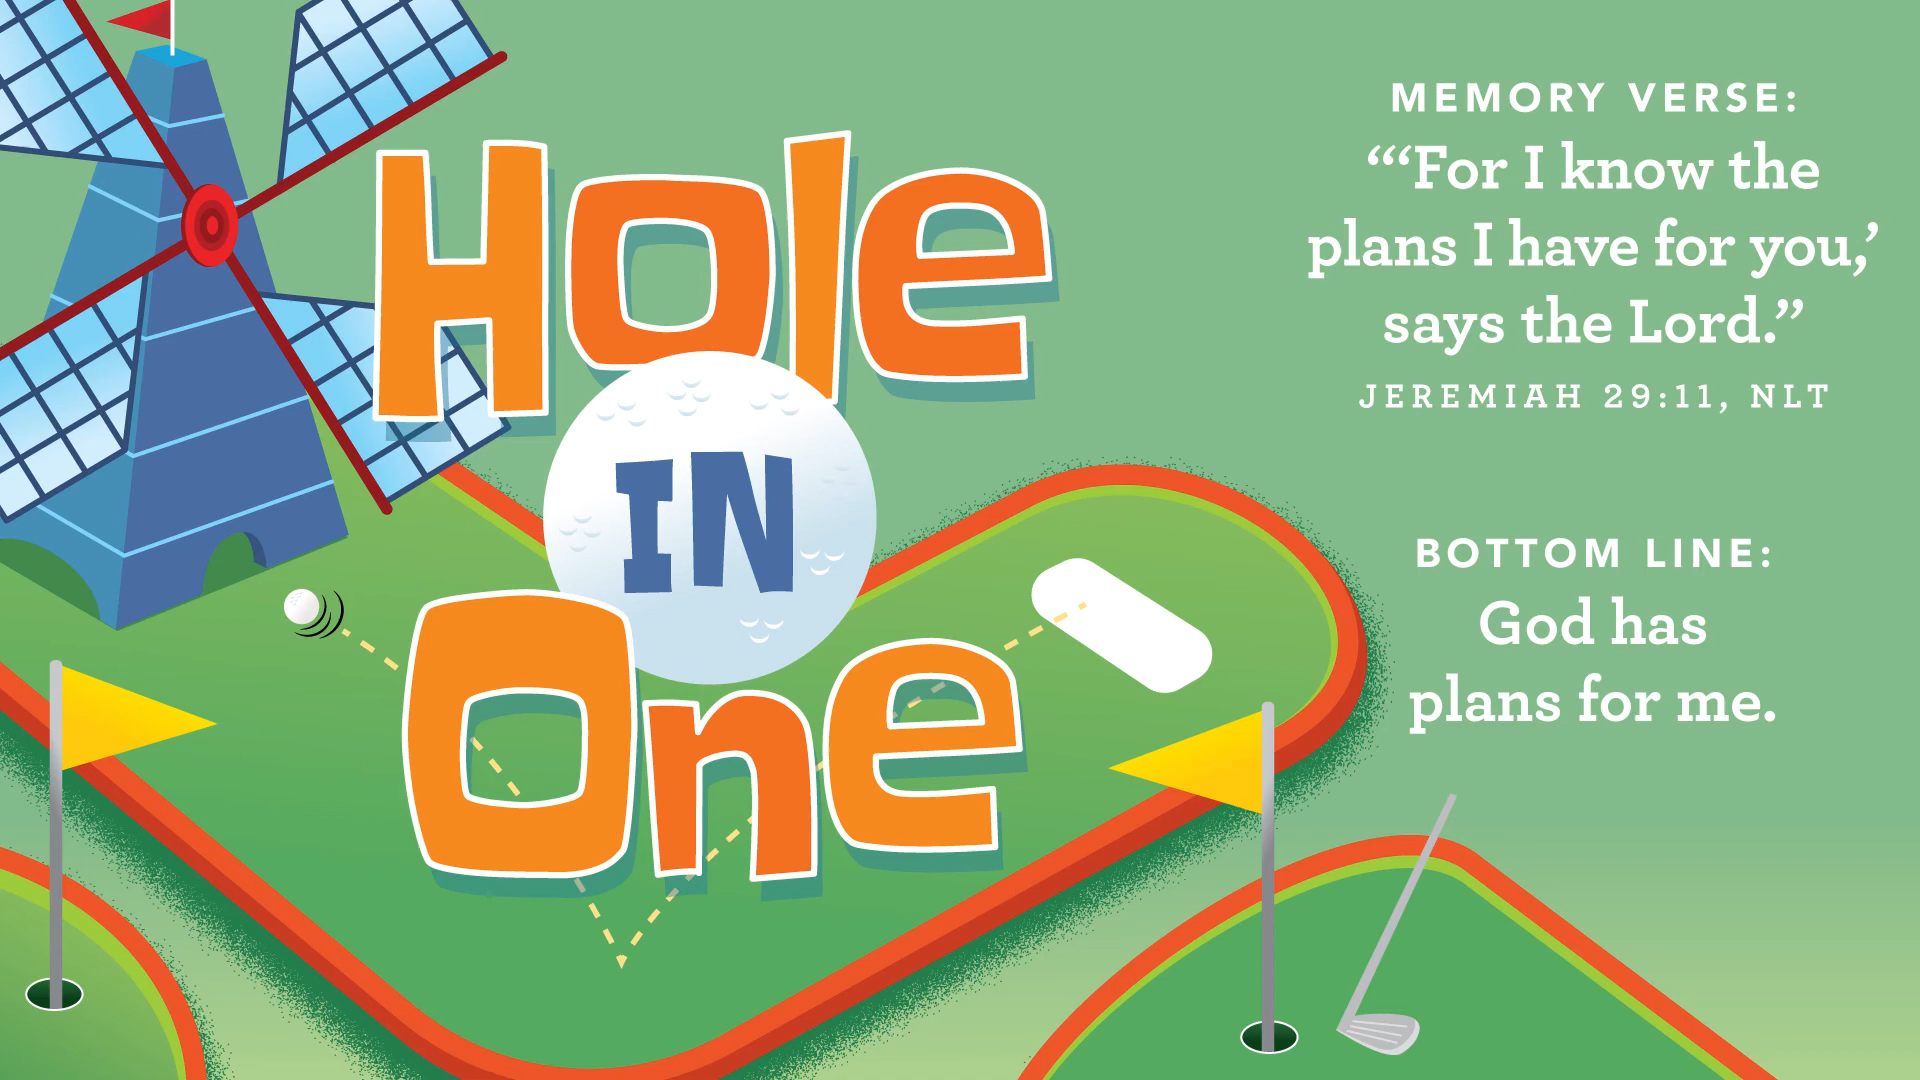 Hole
IN
One
MEMORY VERSE:
“‘“For I know the
plans I have for you,’
says the Lord.”
JEREMIAH 29:11, NLT
BOTTOM LINE:
God has
plans for me.